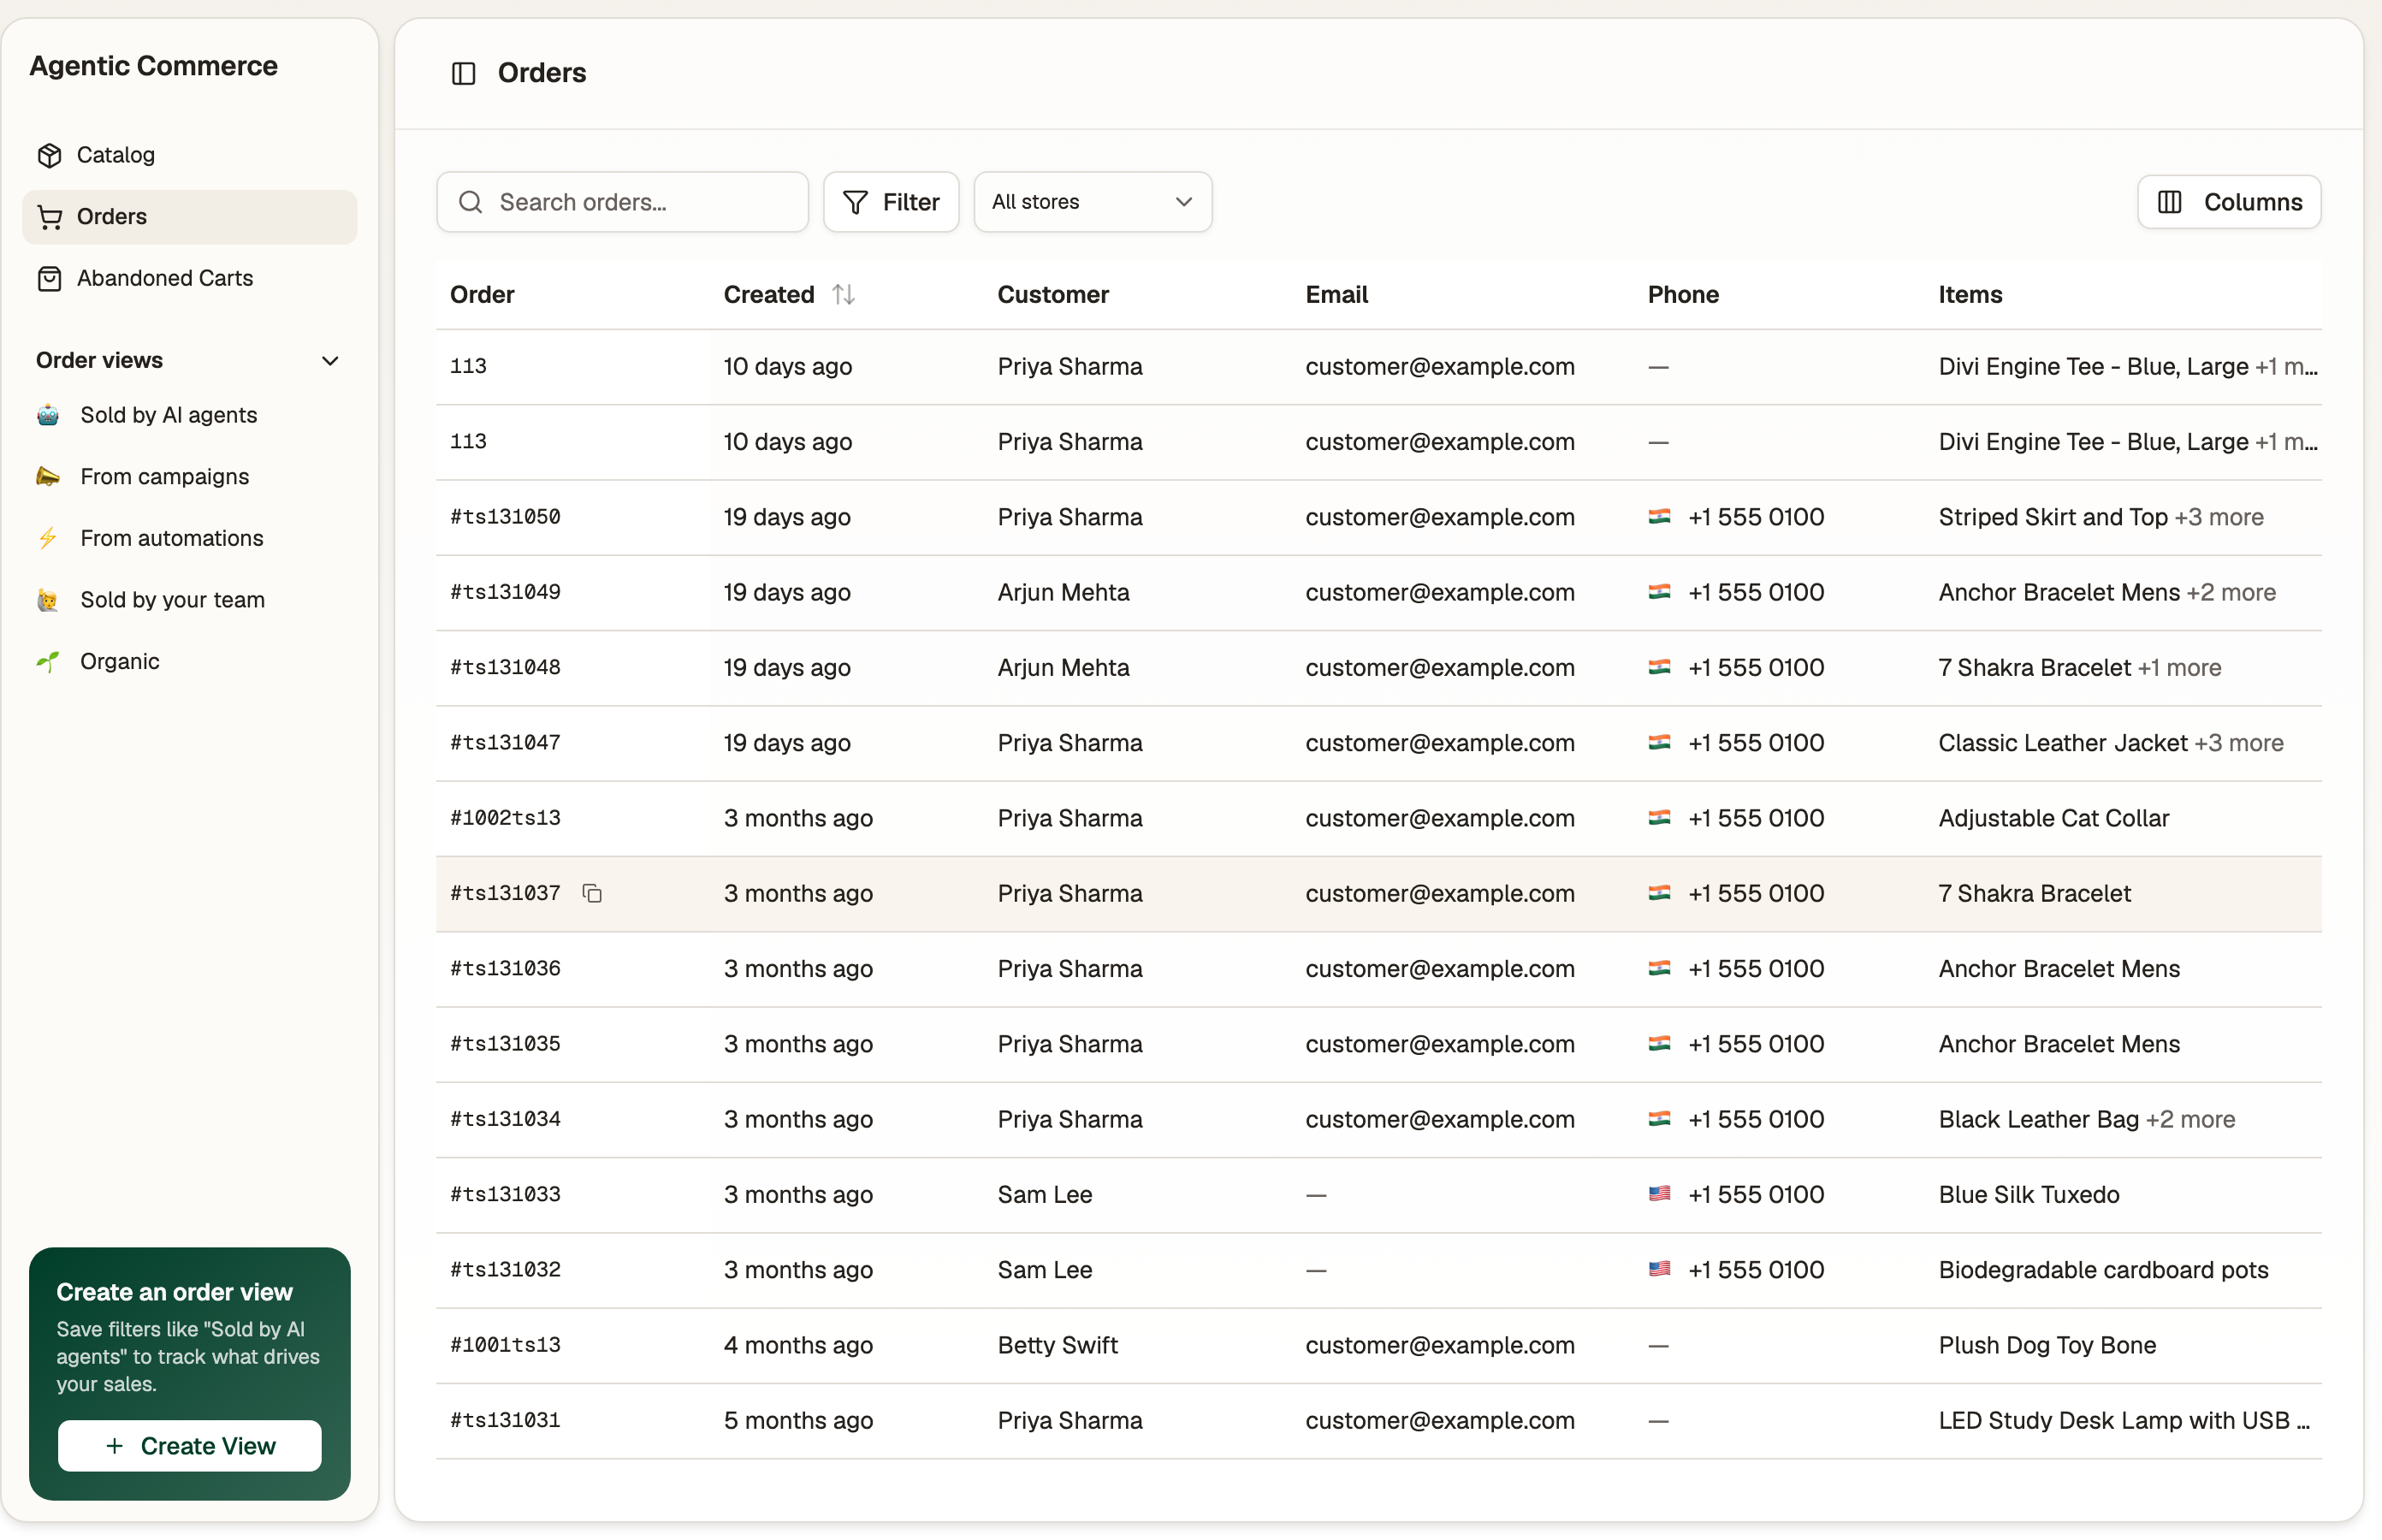 Agentic Commerce
Catalog
Orders
Abandoned Carts
Order views
Sold by AI agents
From campaigns
From automations
Sold by your team
Organic
Create an order view
Save filters like "Sold by AI
agents" to track what drives
your sales.
+ Create View
Orders
Search orders...
Filter
All stores
Columns
Order Created Customer Email Phone Items
113 10 days ago Priya Sharma customer@example.com — Divi Engine Tee - Blue, Large +1 m...
113 10 days ago Priya Sharma customer@example.com — Divi Engine Tee - Blue, Large +1 m...
#ts131050 19 days ago Priya Sharma customer@example.com +1 555 0100 Striped Skirt and Top +3 more
#ts131049 19 days ago Arjun Mehta customer@example.com +1 555 0100 Anchor Bracelet Mens +2 more
#ts131048 19 days ago Arjun Mehta customer@example.com +1 555 0100 7 Shakra Bracelet +1 more
#ts131047 19 days ago Priya Sharma customer@example.com +1 555 0100 Classic Leather Jacket +3 more
#1002ts13 3 months ago Priya Sharma customer@example.com +1 555 0100 Adjustable Cat Collar
#ts131037 3 months ago Priya Sharma customer@example.com +1 555 0100 7 Shakra Bracelet
#ts131036 3 months ago Priya Sharma customer@example.com +1 555 0100 Anchor Bracelet Mens
#ts131035 3 months ago Priya Sharma customer@example.com +1 555 0100 Anchor Bracelet Mens
#ts131034 3 months ago Priya Sharma customer@example.com +1 555 0100 Black Leather Bag +2 more
#ts131033 3 months ago Sam Lee — +1 555 0100 Blue Silk Tuxedo
#ts131032 3 months ago Sam Lee — +1 555 0100 Biodegradable cardboard pots
#1001ts13 4 months ago Betty Swift customer@example.com — Plush Dog Toy Bone
#ts131031 5 months ago Priya Sharma customer@example.com — LED Study Desk Lamp with USB ...